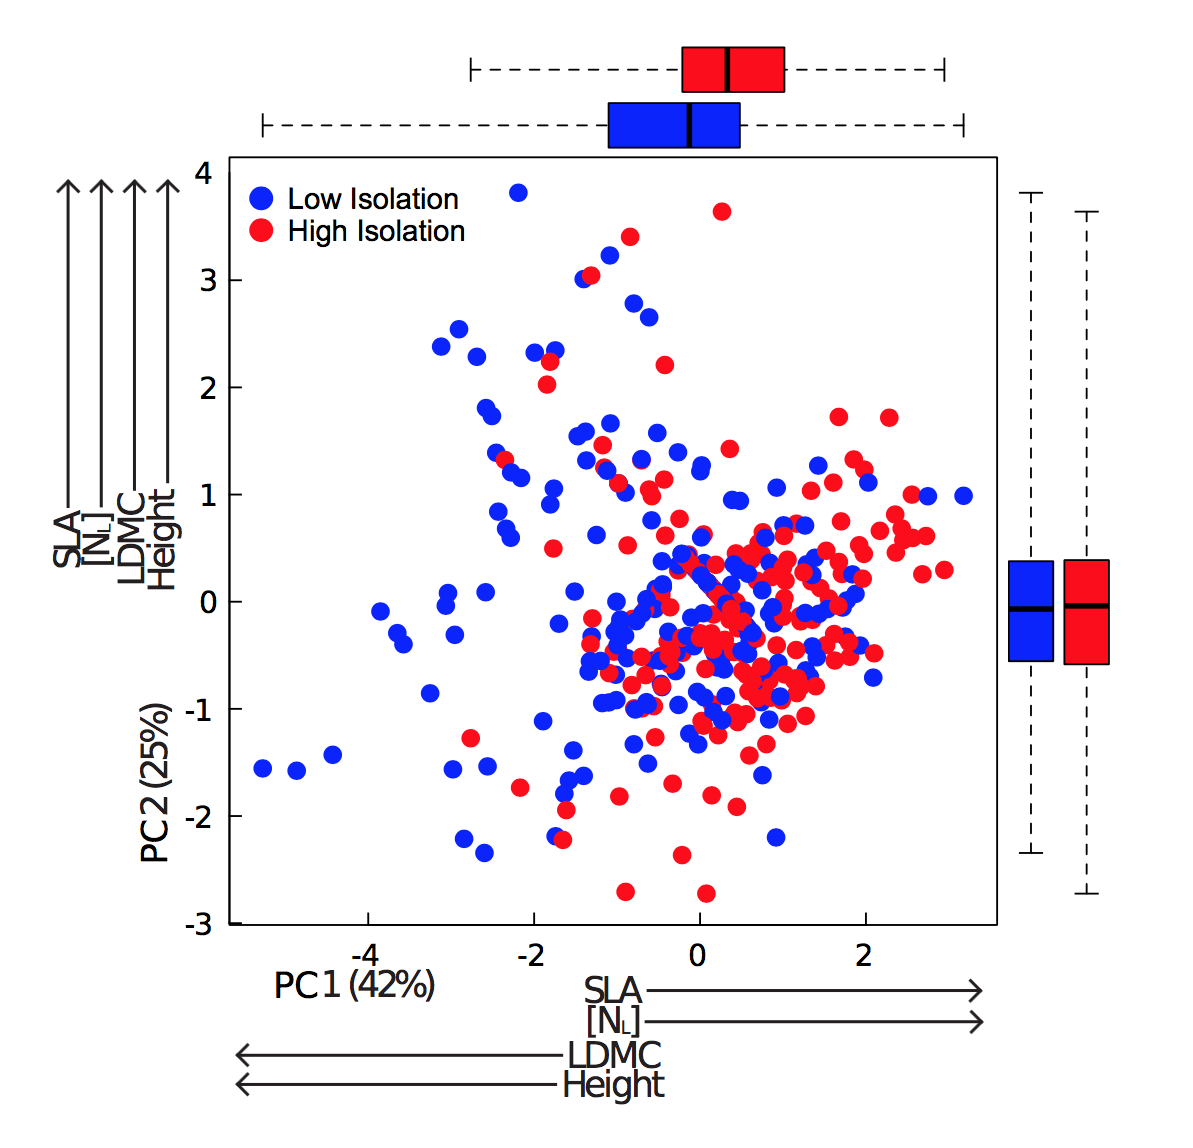 Low Isolation
High Isolation
4
3
2
1
0
-1
-2
-3
SLA
[NL]
LDMC
Height
PC2 (25%)
-4
-2
0
2
PC1 (42%)
SLA
[NL]
LDMC
Height